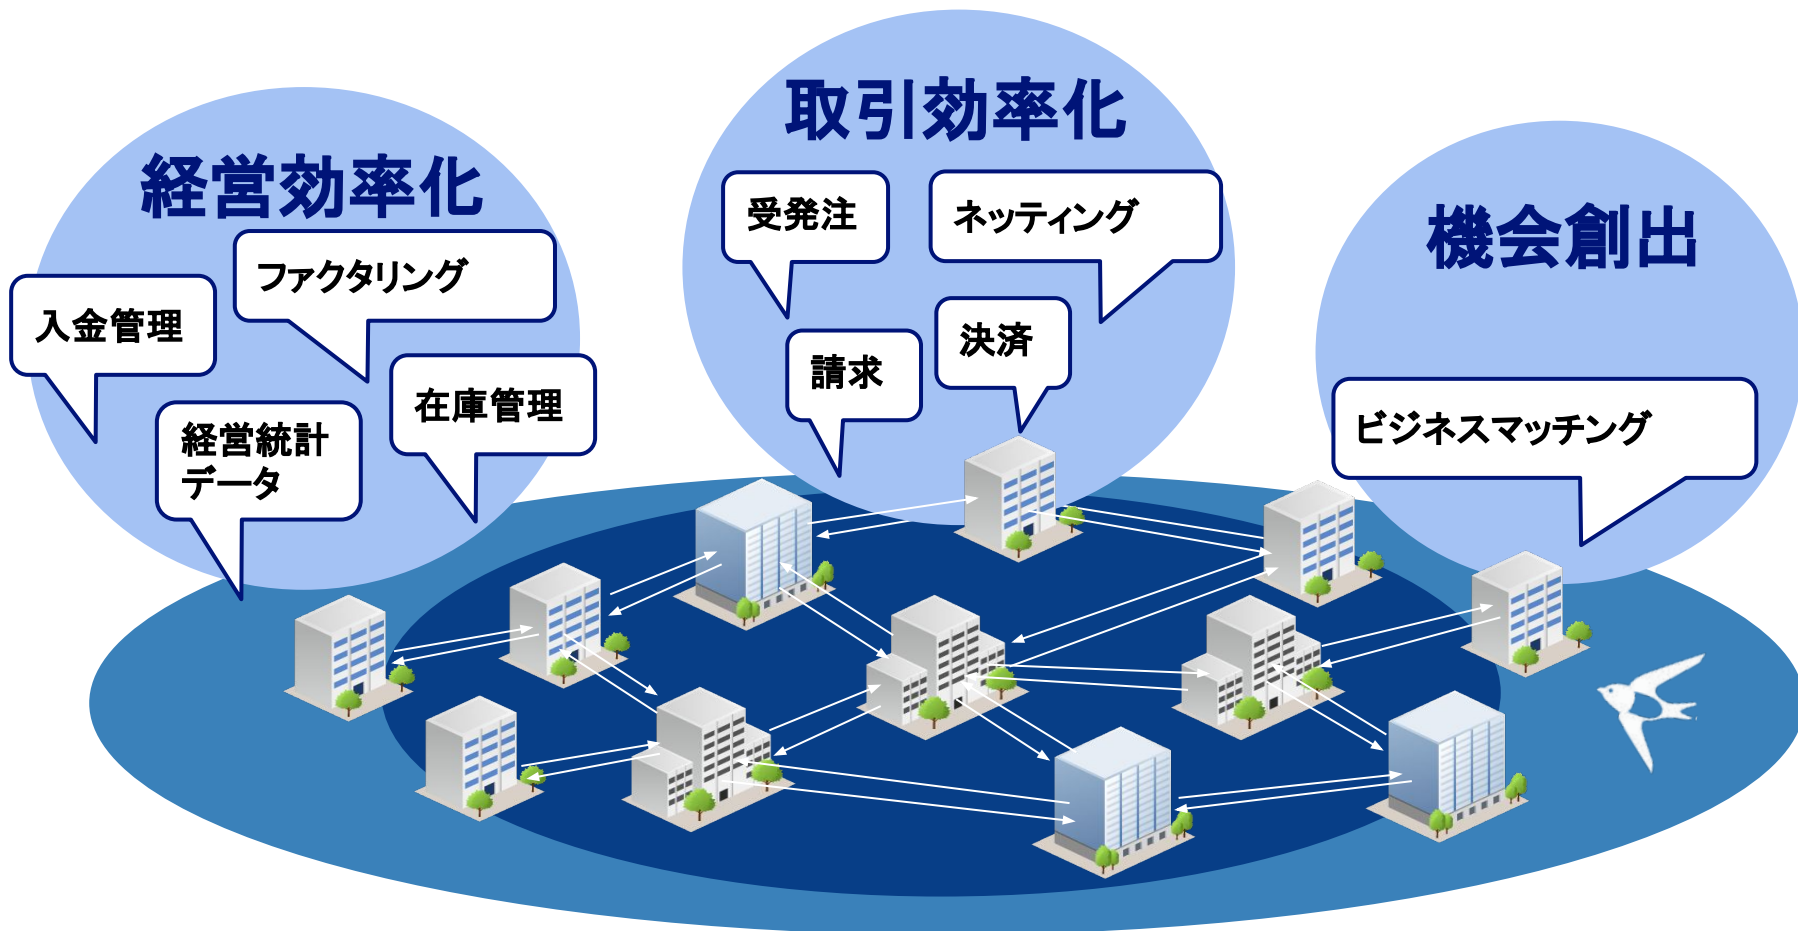 経営効率化
ファクタリング
入金管理
在庫管理
経営統計
データ
取引効率化
受発注
ネッティング
決済
請求
機会創出
ビジネスマッチング